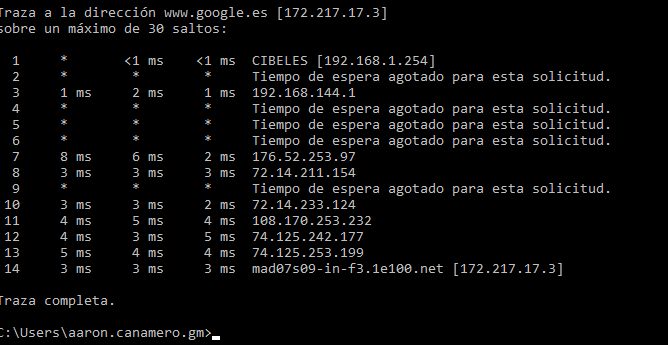 Traza a la dirección www.google.es [172.217.17.3]
sobre un máximo de 30 saltos:
1 * <1 ms <1 ms CIBELES [192.168.1.254]
2 * * * Tiempo de espera agotado para esta solicitud.
3 1 ms 2 ms 1 ms 192.168.144.1
4 * * * Tiempo de espera agotado para esta solicitud.
5 * * * Tiempo de espera agotado para esta solicitud.
6 * * * Tiempo de espera agotado para esta solicitud.
7 8 ms 6 ms 2 ms 176.52.253.97
8 3 ms 3 ms 3 ms 72.14.211.154
9 * * * Tiempo de espera agotado para esta solicitud.
10 3 ms 3 ms 2 ms 72.14.233.124
11 4 ms 5 ms 4 ms 108.170.253.232
12 4 ms 3 ms 5 ms 74.125.242.177
13 5 ms 4 ms 4 ms 74.125.253.199
14 3 ms 3 ms 3 ms mad07s09-in-f3.1e100.net [172.217.17.3]
Traza completa.
C:\Users\aaron.canamero.gm>